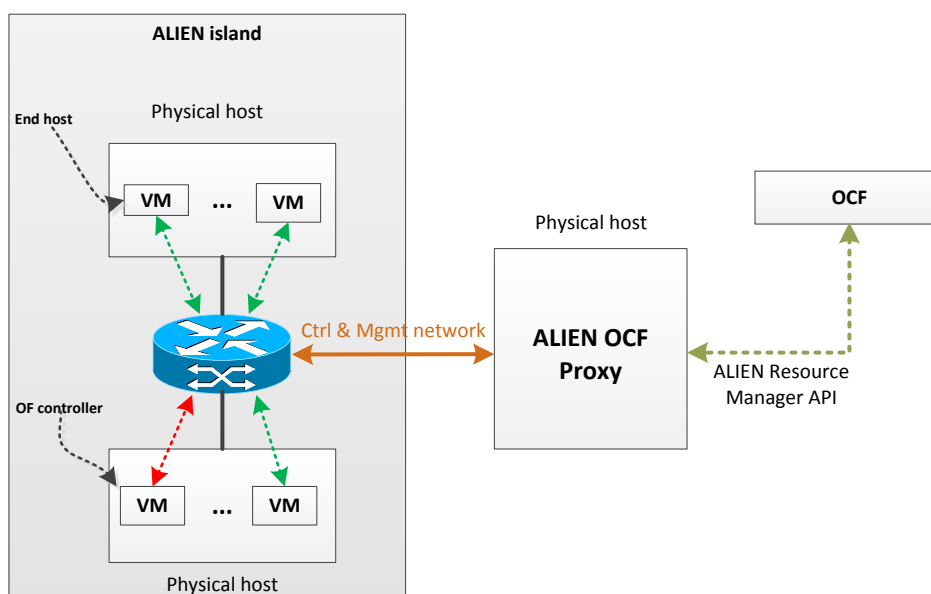 ALIEN island
Physical host
End host
VM
...
VM
OCF
Physical host
Ctrl & Mgmt network
ALIEN OCF
Proxy
ALIEN Resource
Manager API
OF controller
VM
...
VM
Physical host